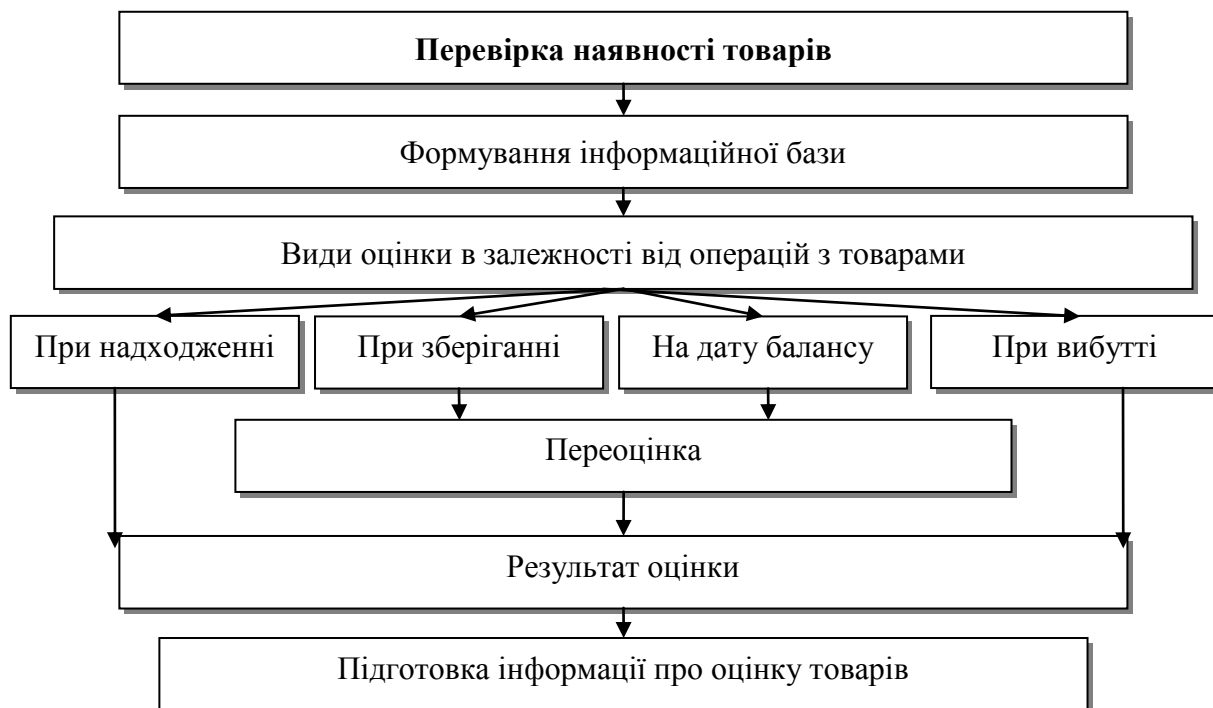 Перевірка наявності товарів
Формування інформаційної бази
Види оцінки в залежності від операцій з товарами
При надходженні
При зберіганні
На дату балансу
При вибутті
Переоцінка
Результат оцінки
Підготовка інформації про оцінку товарів